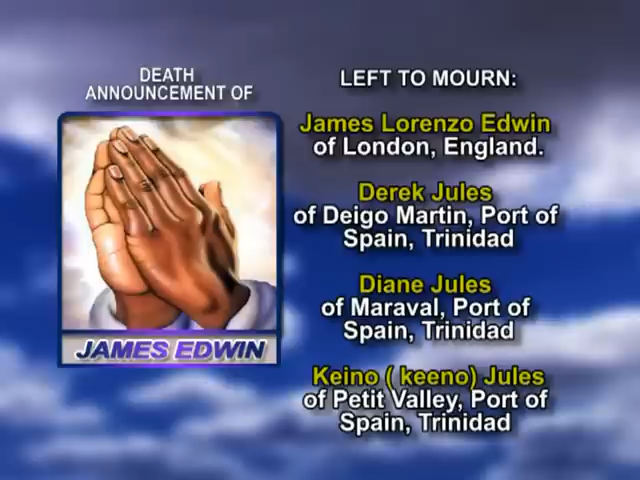 DEATH
ANNOUNCEMENT OF
JAMES EDWIN
LEFT TO MOURN:
James Lorenzo Edwin
of London, England.
Derek Jules
of Deigo Martin, Port of
Spain, Trinidad
Diane Jules
of Maraval, Port of
Spain, Trinidad
Keino ( keeno) Jules
of Petit Valley, Port of
Spain, Trinidad